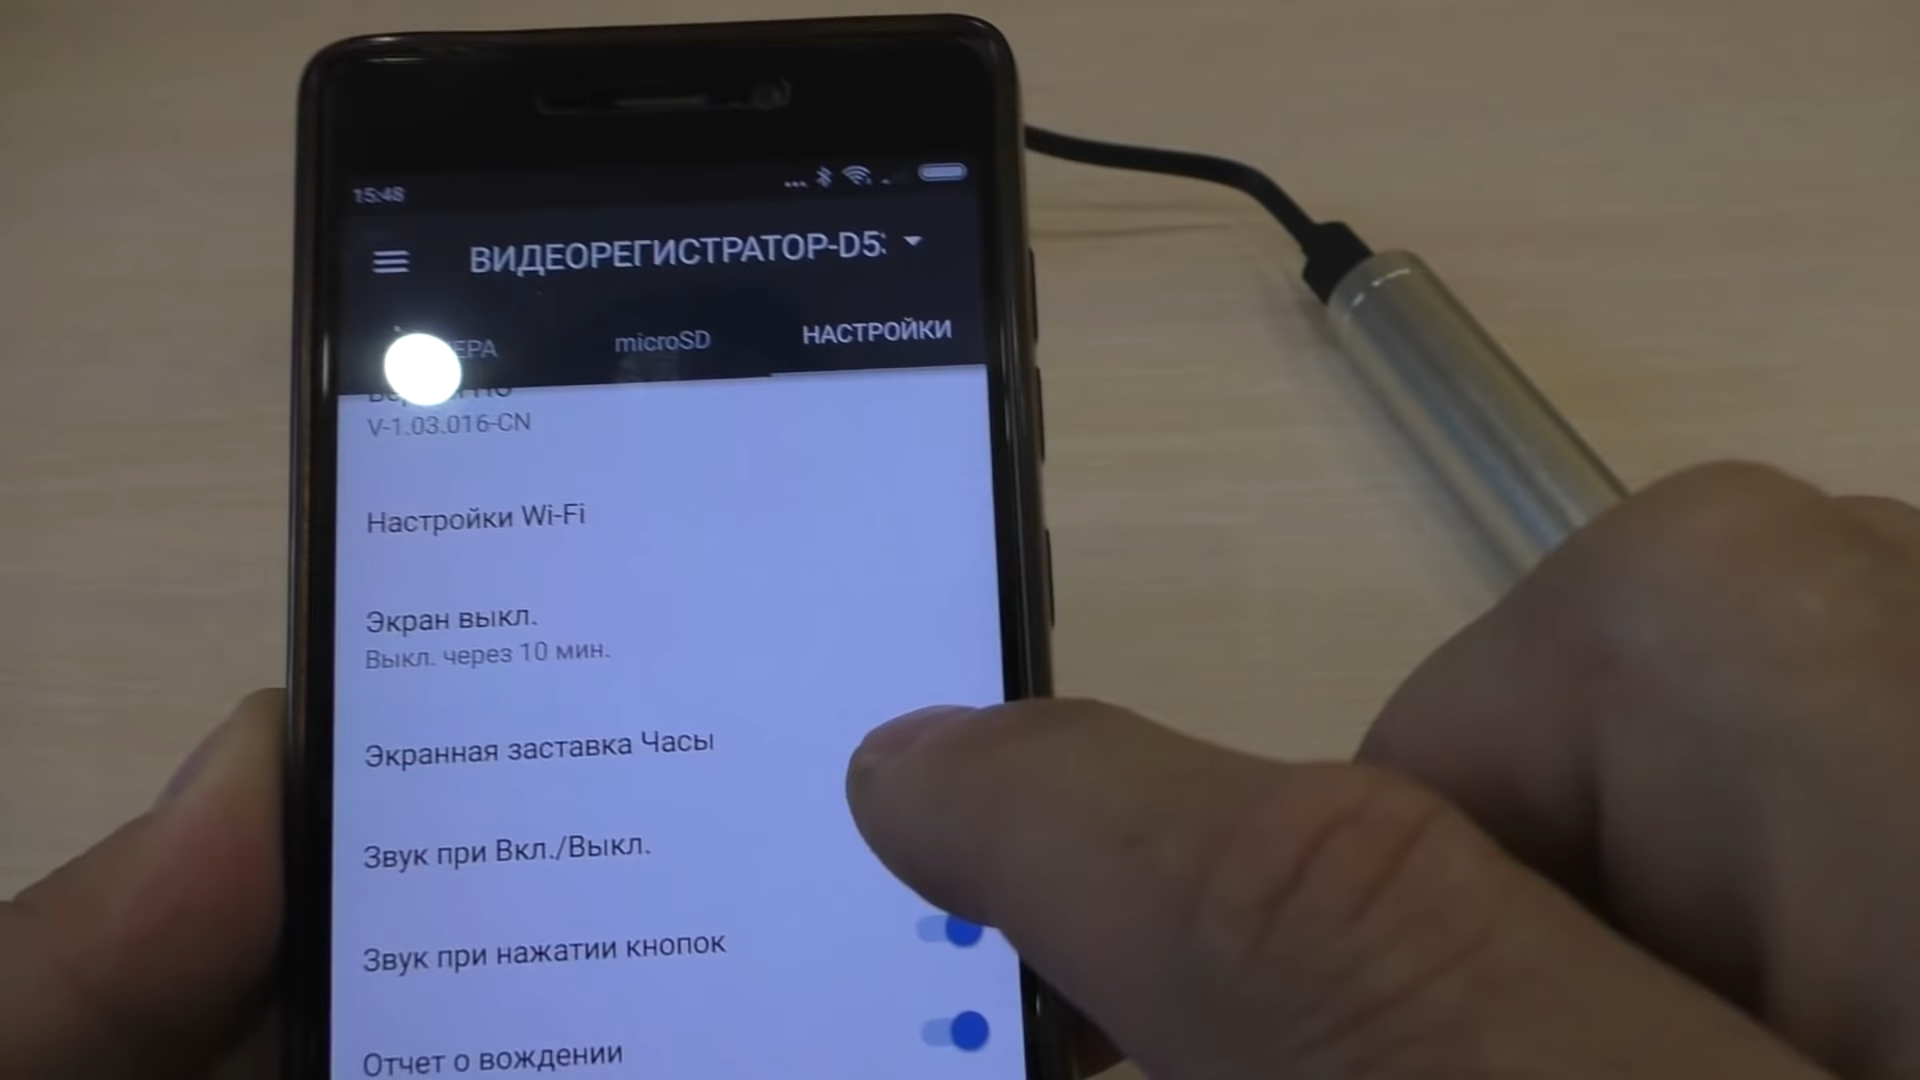 15:48
ВИДЕОРЕГИСТРАТОР-D5
microSD
НАСТРОЙКИ
V-1.03.016-CN
Настройки Wi-Fi
Экран выкл.
Выкл. через 10 мин.
Экранная заставка Часы
Звук при Вкл./Выкл.
Звук при нажатии кнопок
Отчет о вождении